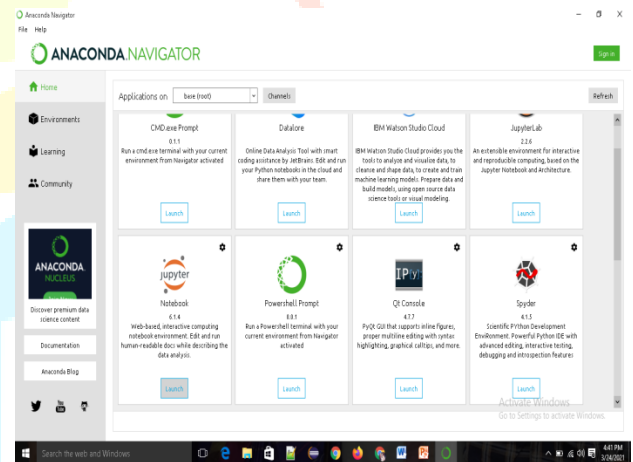 Anaconda Navigator
File Help
ANACONDA.NAVIGATOR
Sign in
Home
Environments
Learning
Community
Applications on base (root) Channels
Refresh
CMD.exe Prompt
0.1.1
Run a cmd.exe terminal with your current
environment from Navigator activated
Launch
Datalore
Online Data Analysis Tool with smart
coding assistance by JetBrains. Edit and run
your Python notebooks in the cloud and
share them with your team.
Launch
IBM Watson Studio Cloud
IBM Watson Studio Cloud provides you the
tools to analyze and visualize data, to
cleanse and shape data, to create and train
machine learning models. Prepare data and
build models, using open source data
science tools or visual modeling.
Launch
JupyterLab
2.2.6
An extensible environment for interactive
and reproducible computing, based on the
Jupyter Notebook and Architecture.
Launch
jupyter
Notebook
6.1.4
Web-based, interactive computing
notebook environment. Edit and run
human-readable docs while describing the
data analysis.
Launch
Powershell Prompt
0.0.1
Run a Powershell terminal with your
current environment from Navigator
activated
Launch
IP[y]:
Qt Console
4.7.7
PyQt GUI that supports inline figures,
proper multiline editing with syntax
highlighting, graphical calltips, and more.
Launch
Spyder
4.1.5
Scientific PYthon Development
EnviRonment. Powerful Python IDE with
advanced editing, interactive testing,
debugging and introspection features
Launch
ANACONDA.
NUCLEUS
Discover premium data
science content
Documentation
Anaconda Blog
You
Tube
Activate Windows
Go to Settings to activate Windows.
Search the web and Windows
4:41 PM
3/24/2021